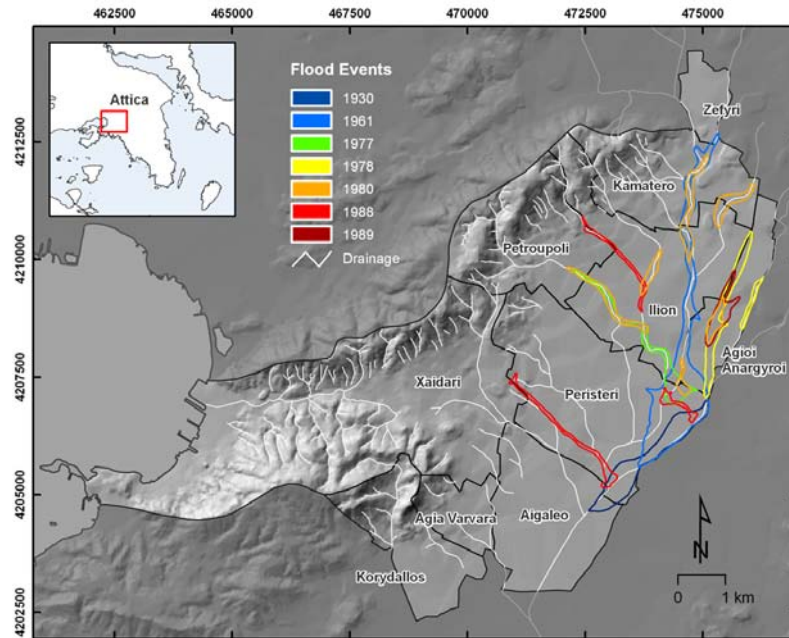 462500 465000 467500 470000 472500 475000
Attica
Flood Events
1930
1961
1977
1978
1980
1988
1989
Drainage
4212500
4210000
4207500
4205000
4202500
Zefyri
Kamatero
Petroupoli
Ilion
Agioi
Anargyroi
Xaidari
Peristeri
Agia Varvara
Aigaleo
Korydallos
N
0 1 km